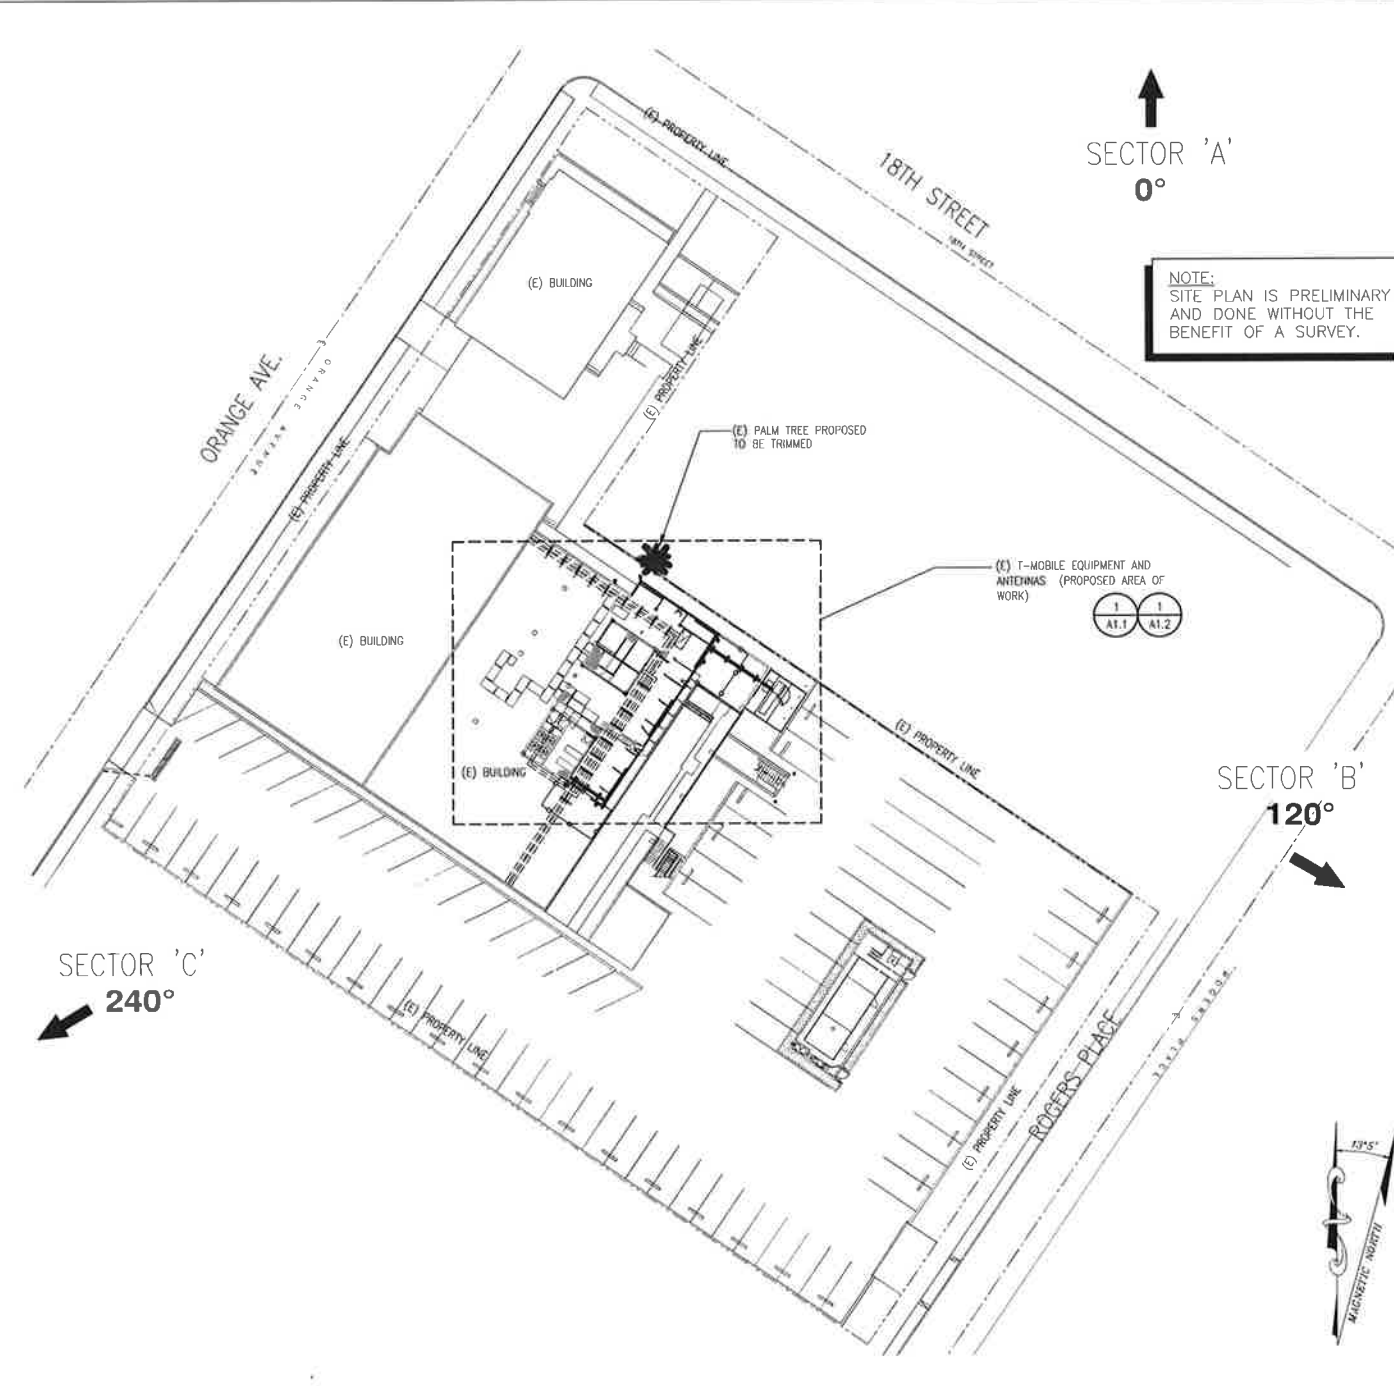 SECTOR 'A'
0°
18TH STREET
18TH STREET
(E) PROPERTY LINE
NOTE:
SITE PLAN IS PRELIMINARY
AND DONE WITHOUT THE
BENEFIT OF A SURVEY.
(E) BUILDING
ORANGE AVE.
ORANGE AVENUE
(E) PROPERTY LINE
(E) PROPERTY LINE
(E) PALM TREE PROPOSED
TO BE TRIMMED
(E) T-MOBILE EQUIPMENT AND
ANTENNAS (PROPOSED AREA OF
WORK)
1
A1.1
1
A1.2
(E) BUILDING
(E) BUILDING
(E) PROPERTY LINE
SECTOR 'B'
120°
SECTOR 'C'
240°
(E) PROPERTY LINE
(E) PROPERTY LINE
ROGERS PLACE
ROGERS PLACE
13°5'
MAGNETIC NORTH